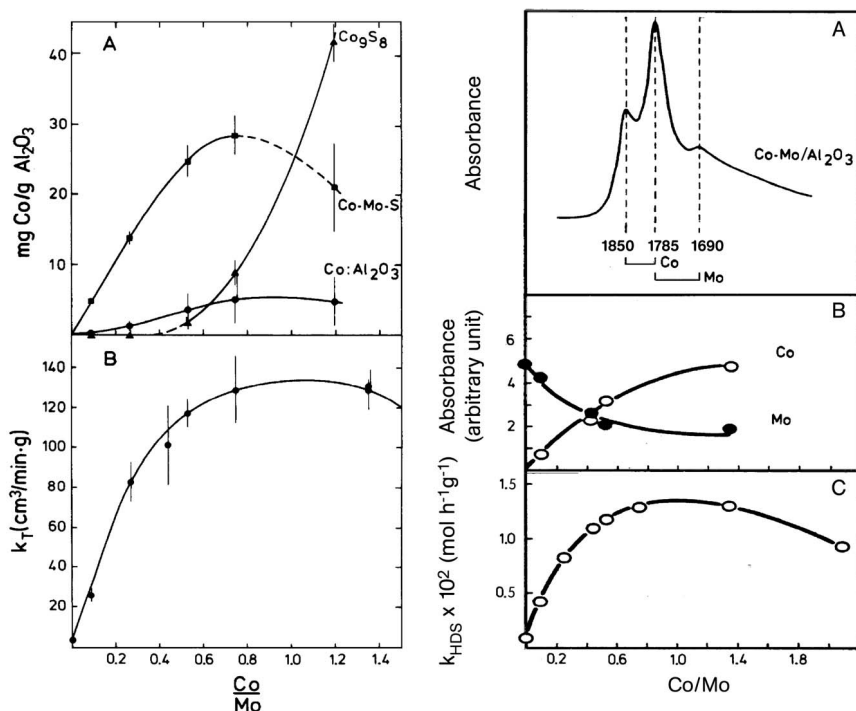 A
Co₉S₈
40
30
20
10
0
mg Co/g Al₂O₃
Co-Mo-S
Co:Al₂O₃
B
140
120
100
80
60
40
20
0
k_T(cm³/min·g)
0.2 0.4 0.6 0.8 1.0 1.2 1.4
Co
Mo
A
Absorbance
Co-Mo/Al₂O₃
1850 1785 1690
Co
Mo
B
6
4
2
Absorbance
(arbitrary unit)
Co
Mo
C
1.5
1.0
0.5
k_HDS x 10² (mol h⁻¹g⁻¹)
0.2 0.6 1.0 1.4 1.8
Co/Mo